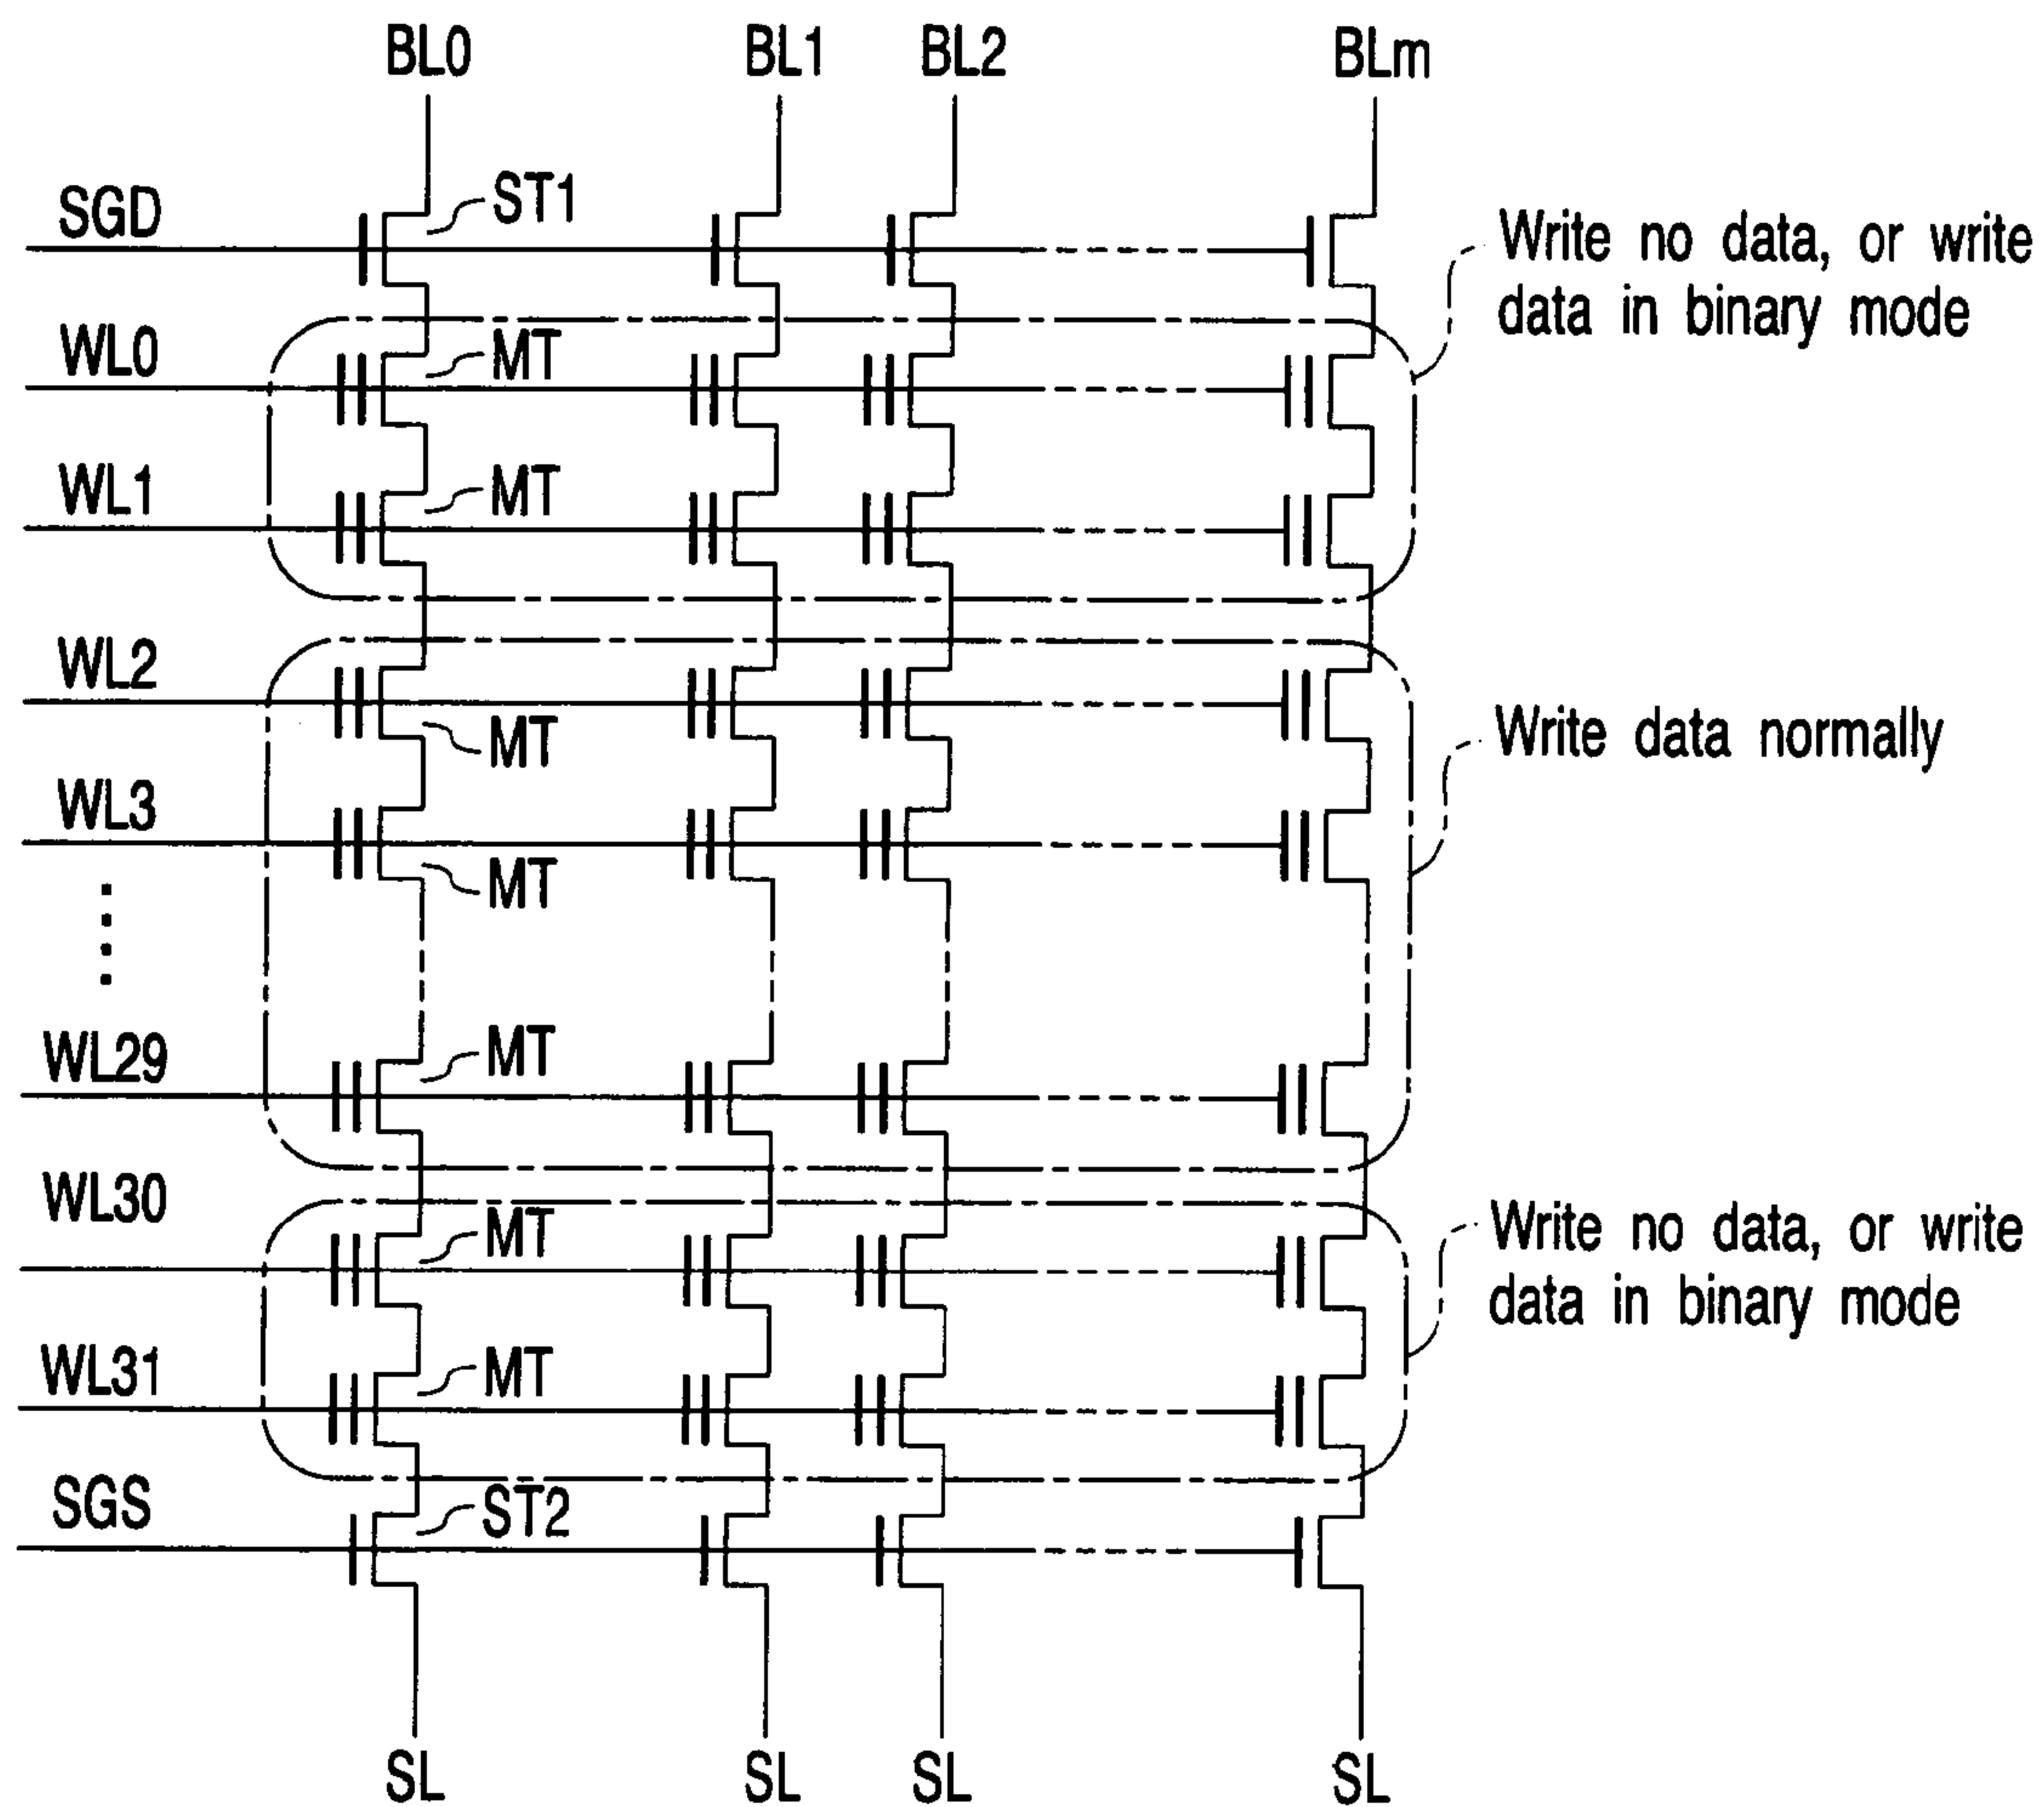 BL0 BL1 BL2 BLm
SGD
ST1
Write no data, or write
data in binary mode
WL0
MT
WL1
MT
WL2
MT
Write data normally
WL3
MT
WL29
MT
WL30
MT
Write no data, or write
data in binary mode
WL31
MT
SGS
ST2
SL SL SL SL